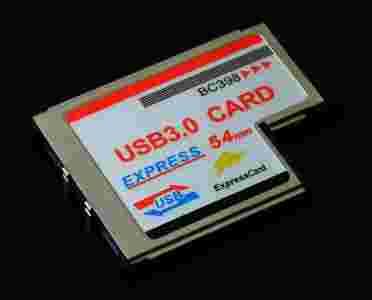 BC398
USB3.0 CARD
EXPRESS 54mm
USB
ExpressCard